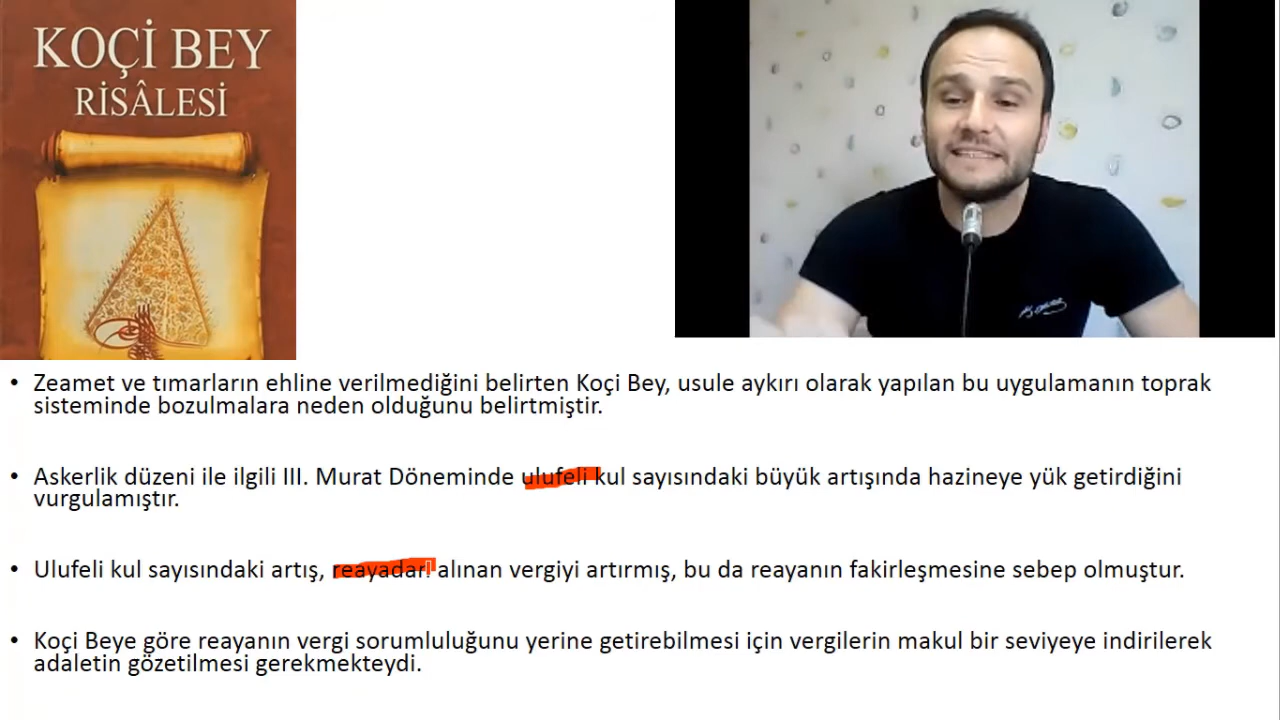 KOÇİ BEY
RİSÂLESİ
• Zeamet ve tımarların ehline verilmediğini belirten Koçi Bey, usule aykırı olarak yapılan bu uygulamanın toprak
sisteminde bozulmalara neden olduğunu belirtmiştir.
• Askerlik düzeni ile ilgili III. Murat Döneminde ulufeli kul sayısındaki büyük artışında hazineye yük getirdiğini
vurgulamıştır.
• Ulufeli kul sayısındaki artış, reayadan alınan vergiyi artırmış, bu da reayanın fakirleşmesine sebep olmuştur.
• Koçi Beye göre reayanın vergi sorumluluğunu yerine getirebilmesi için vergilerin makul bir seviyeye indirilerek
adaletin gözetilmesi gerekmekteydi.